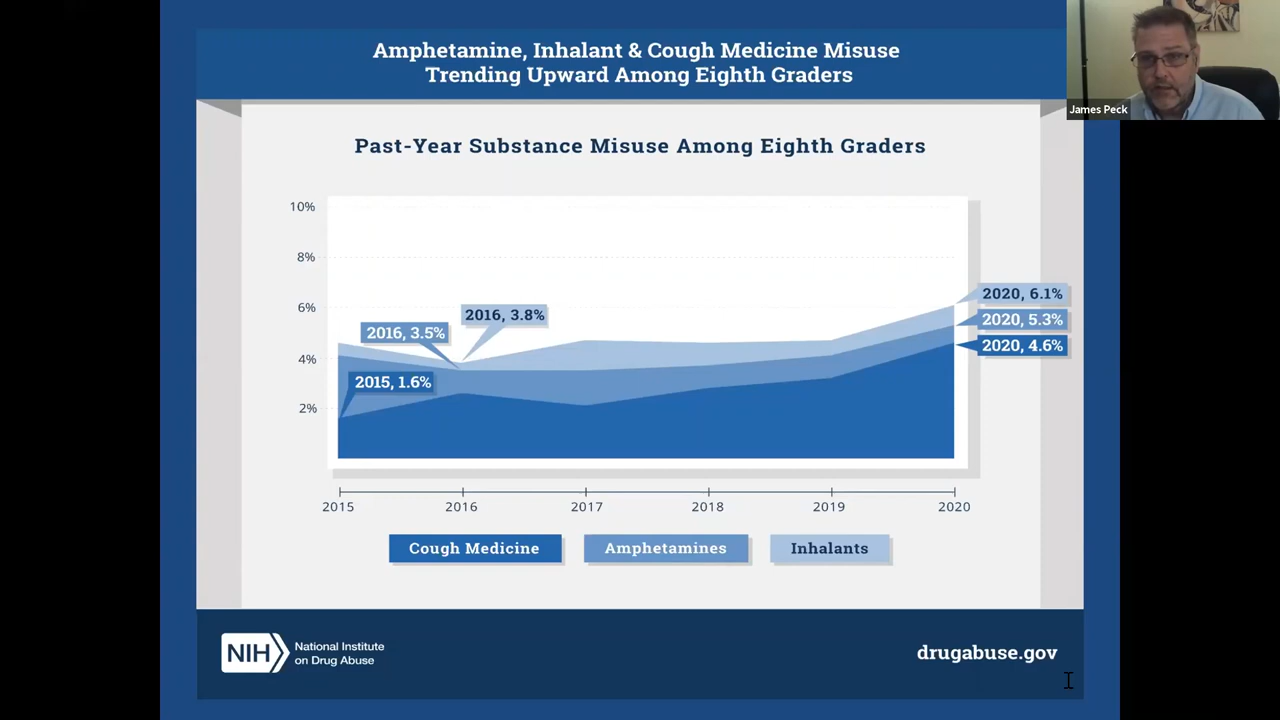 Amphetamine, Inhalant & Cough Medicine Misuse
Trending Upward Among Eighth Graders
James Peck
Past-Year Substance Misuse Among Eighth Graders
10%
8%
6%
4%
2%
2016, 3.5%
2016, 3.8%
2015, 1.6%
2020, 6.1%
2020, 5.3%
2020, 4.6%
2015 2016 2017 2018 2019 2020
Cough Medicine Amphetamines Inhalants
NIH National Institute
on Drug Abuse
drugabuse.gov